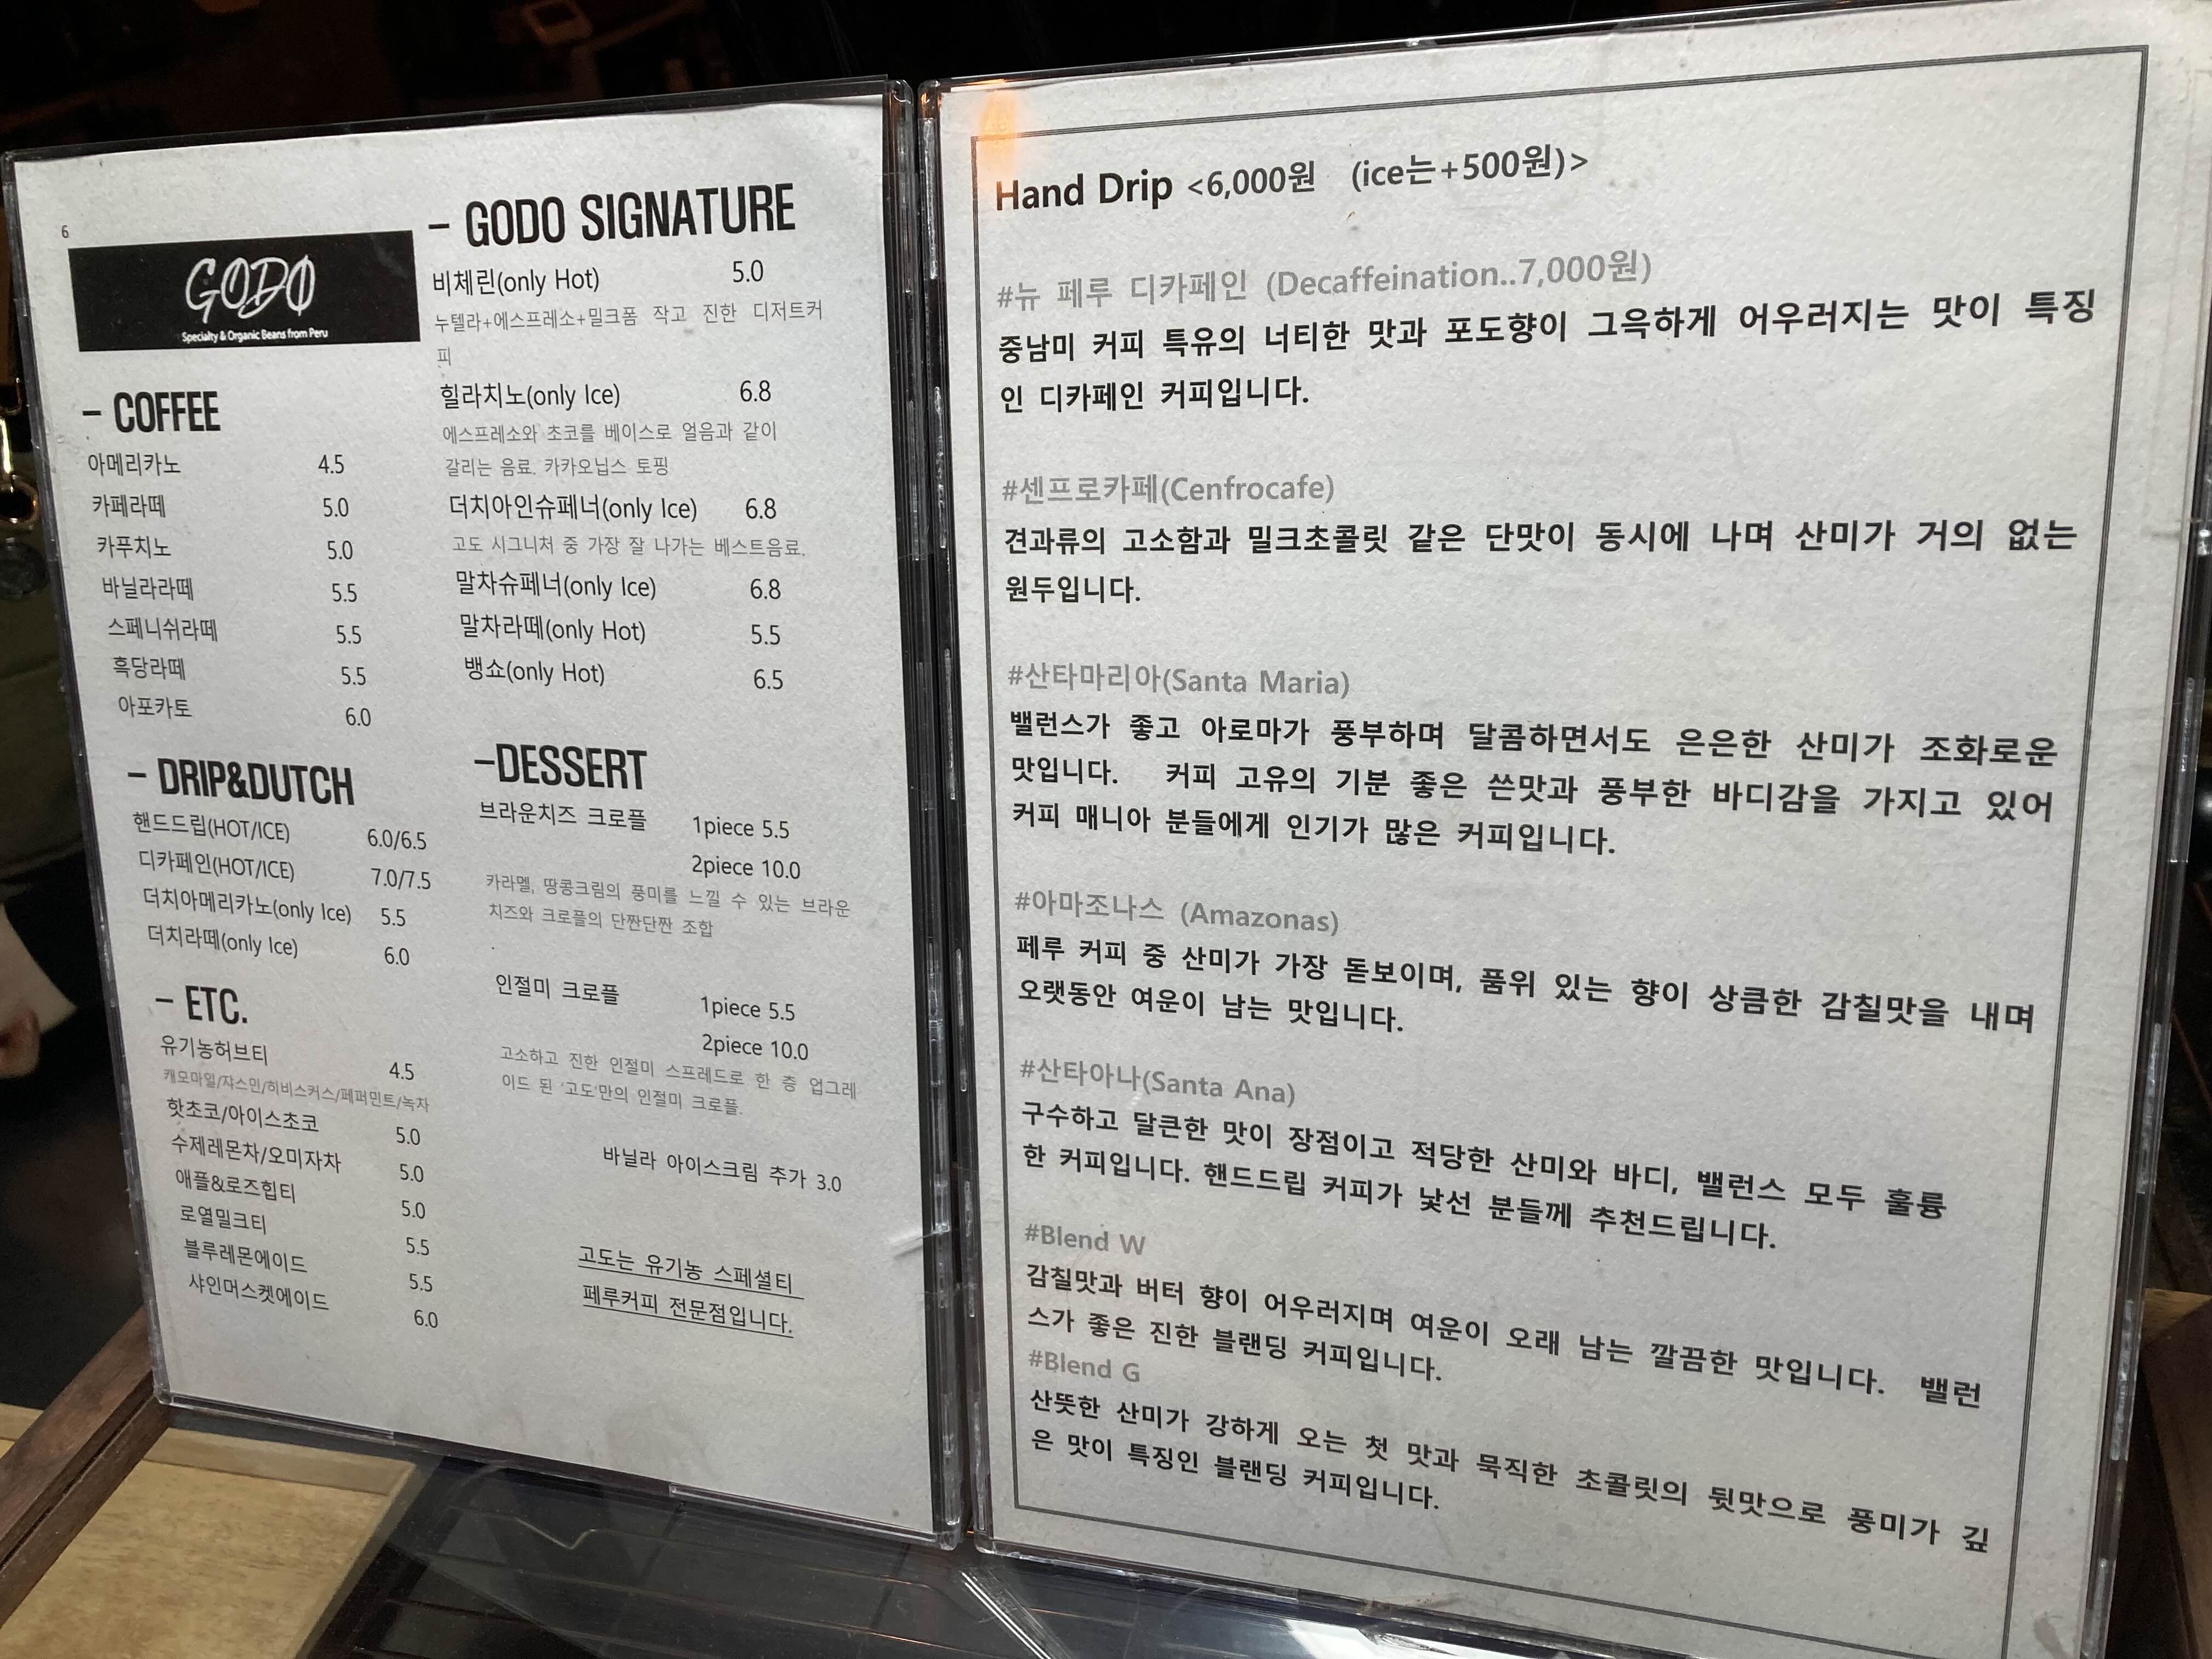 6
GODO
Specialty & Organic Beans from Peru
- COFFEE
아메리카노 4.5
카페라떼 5.0
카푸치노 5.0
바닐라라떼 5.5
스페니쉬라떼 5.5
흑당라떼 5.5
아포카토 6.0
- DRIP&DUTCH
핸드드립(HOT/ICE) 6.0/6.5
디카페인(HOT/ICE) 7.0/7.5
더치아메리카노(only Ice) 5.5
더치라떼(only Ice) 6.0
- ETC.
유기농허브티 4.5
캐모마일/쟈스민/히비스커스/페퍼민트/녹차
핫초코/아이스초코 5.0
수제레몬차/오미자차 5.0
애플&로즈힙티 5.0
로열밀크티 5.5
블루레몬에이드 5.5
샤인머스켓에이드 6.0
- GODO SIGNATURE
비체린(only Hot) 5.0
누텔라+에스프레소+밀크폼 작고 진한 디저트커
피
힐라치노(only Ice) 6.8
에스프레소와 초코를 베이스로 얼음과 같이
갈리는 음료. 카카오닙스 토핑
더치아인슈페너(only Ice) 6.8
고도 시그니처 중 가장 잘 나가는 베스트음료.
말차슈페너(only Ice) 6.8
말차라떼(only Hot) 5.5
뱅쇼(only Hot) 6.5
-DESSERT
브라운치즈 크로플 1piece 5.5
2piece 10.0
카라멜, 땅콩크림의 풍미를 느낄 수 있는 브라운
치즈와 크로플의 단짠단짠 조합
인절미 크로플 1piece 5.5
2piece 10.0
고소하고 진한 인절미 스프레드로 한 층 업그레
이드 된 '고도'만의 인절미 크로플.
바닐라 아이스크림 추가 3.0
고도는 유기농 스페셜티
페루커피 전문점입니다.
Hand Drip <6,000원 (ice는+500원)>
#뉴 페루 디카페인 (Decaffeination..7,000원)
중남미 커피 특유의 너티한 맛과 포도향이 그윽하게 어우러지는 맛이 특징
인 디카페인 커피입니다.
#센프로카페(Cenfrocafe)
견과류의 고소함과 밀크초콜릿 같은 단맛이 동시에 나며 산미가 거의 없는
원두입니다.
#산타마리아(Santa Maria)
밸런스가 좋고 아로마가 풍부하며 달콤하면서도 은은한 산미가 조화로운
맛입니다. 커피 고유의 기분 좋은 쓴맛과 풍부한 바디감을 가지고 있어
커피 매니아 분들에게 인기가 많은 커피입니다.
#아마조나스 (Amazonas)
페루 커피 중 산미가 가장 돋보이며, 품위 있는 향이 상큼한 감칠맛을 내며
오랫동안 여운이 남는 맛입니다.
#산타아나(Santa Ana)
구수하고 달큰한 맛이 장점이고 적당한 산미와 바디, 밸런스 모두 훌륭
한 커피입니다. 핸드드립 커피가 낯선 분들께 추천드립니다.
#Blend W
감칠맛과 버터 향이 어우러지며 여운이 오래 남는 깔끔한 맛입니다. 밸런
스가 좋은 진한 블랜딩 커피입니다.
#Blend G
산뜻한 산미가 강하게 오는 첫 맛과 묵직한 초콜릿의 뒷맛으로 풍미가 깊
은 맛이 특징인 블랜딩 커피입니다.